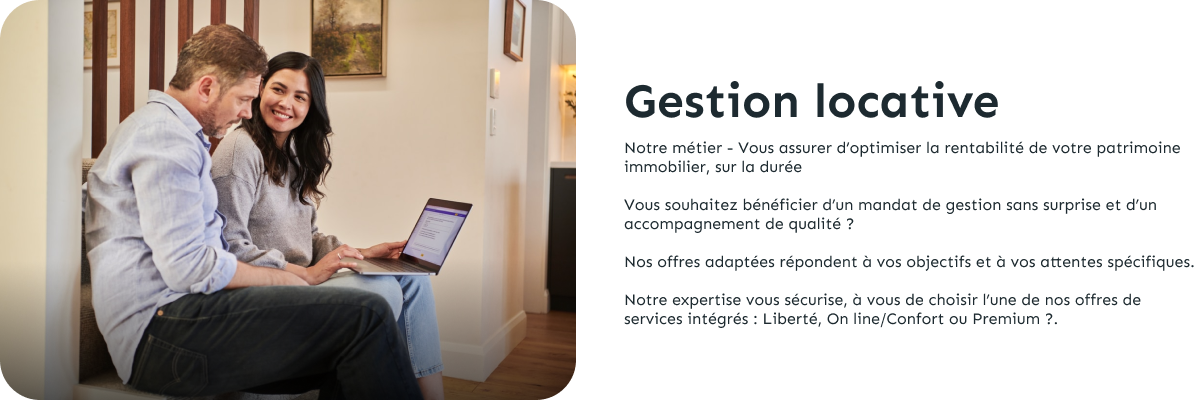 Gestion locative
Notre métier - Vous assurer d'optimiser la rentabilité de votre patrimoine
immobilier, sur la durée
Vous souhaitez bénéficier d'un mandat de gestion sans surprise et d'un
accompagnement de qualité ?
Nos offres adaptées répondent à vos objectifs et à vos attentes spécifiques.
Notre expertise vous sécurise, à vous de choisir l'une de nos offres de
services intégrés : Liberté, On line/Confort ou Premium ?.